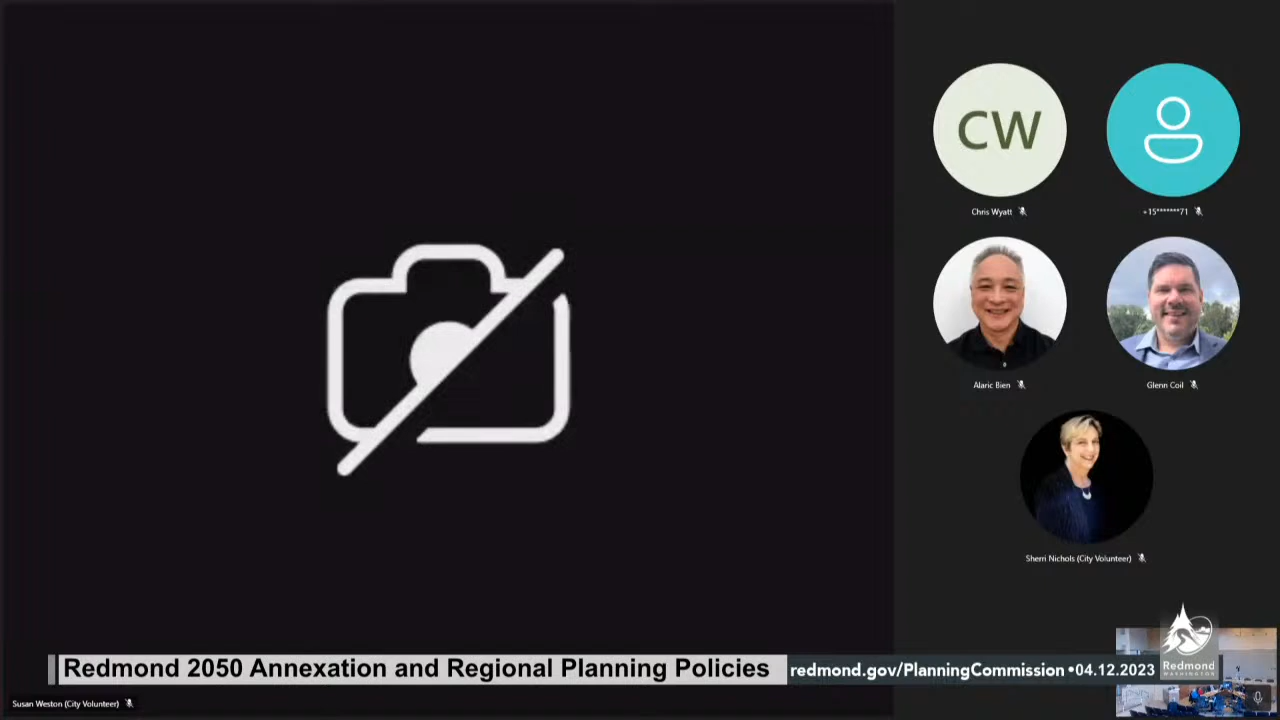 CW
Chris Wyatt
+15*******71
Alaric Bien
Glenn Coil
Sherri Nichols (City Volunteer)
Redmond 2050 Annexation and Regional Planning Policies
redmond.gov/PlanningCommission •04.12.2023
Redmond
WASHINGTON
Susan Weston (City Volunteer)